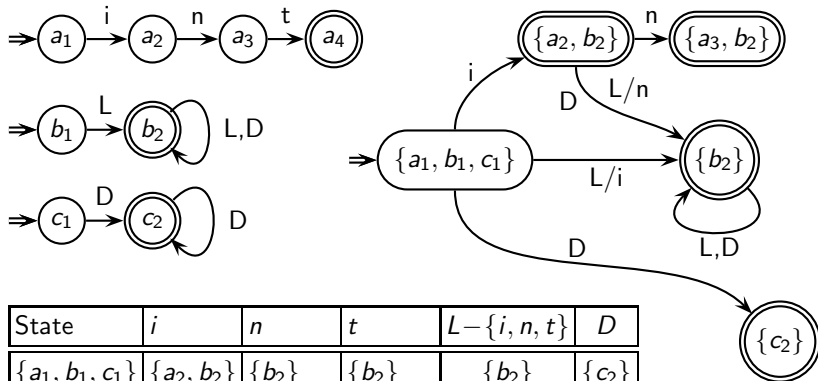 a₁ i a₂ n a₃ t a₄
b₁ L b₂ L,D
c₁ D c₂ D
{a₂, b₂} n {a₃, b₂}
i D L/n
{a₁, b₁, c₁} L/i {b₂}
L,D
D
{c₂}
State i n t L−{i, n, t} D
{a₁, b₁, c₁} {a₂, b₂} {b₂} {b₂} {b₂} {c₂}